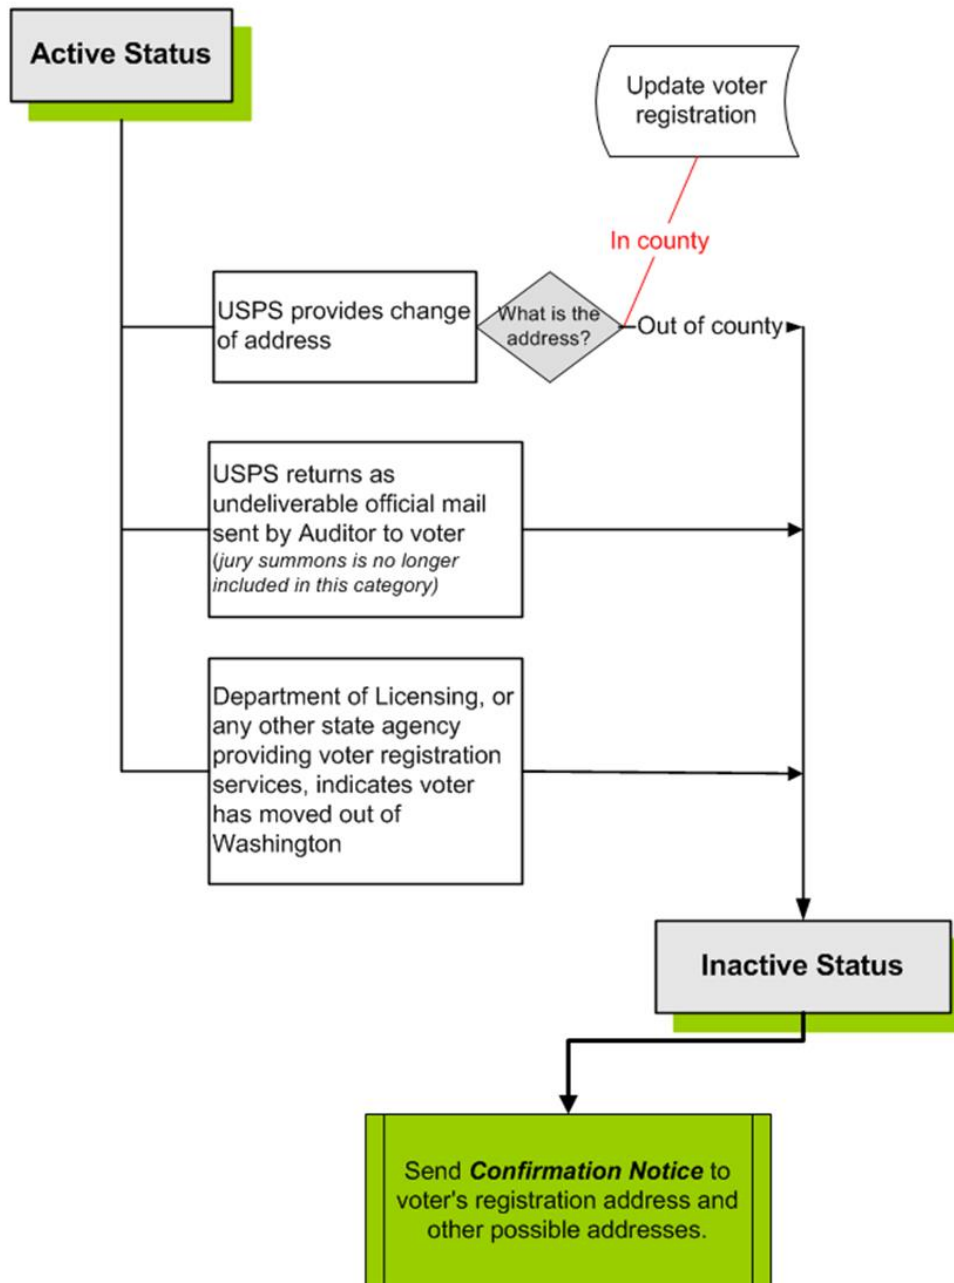 Active Status
Update voter
registration
In county
USPS provides change
of address
What is the
address?
Out of county
USPS returns as
undeliverable official mail
sent by Auditor to voter
(jury summons is no longer
included in this category)
Department of Licensing, or
any other state agency
providing voter registration
services, indicates voter
has moved out of
Washington
Inactive Status
Send Confirmation Notice to
voter's registration address and
other possible addresses.